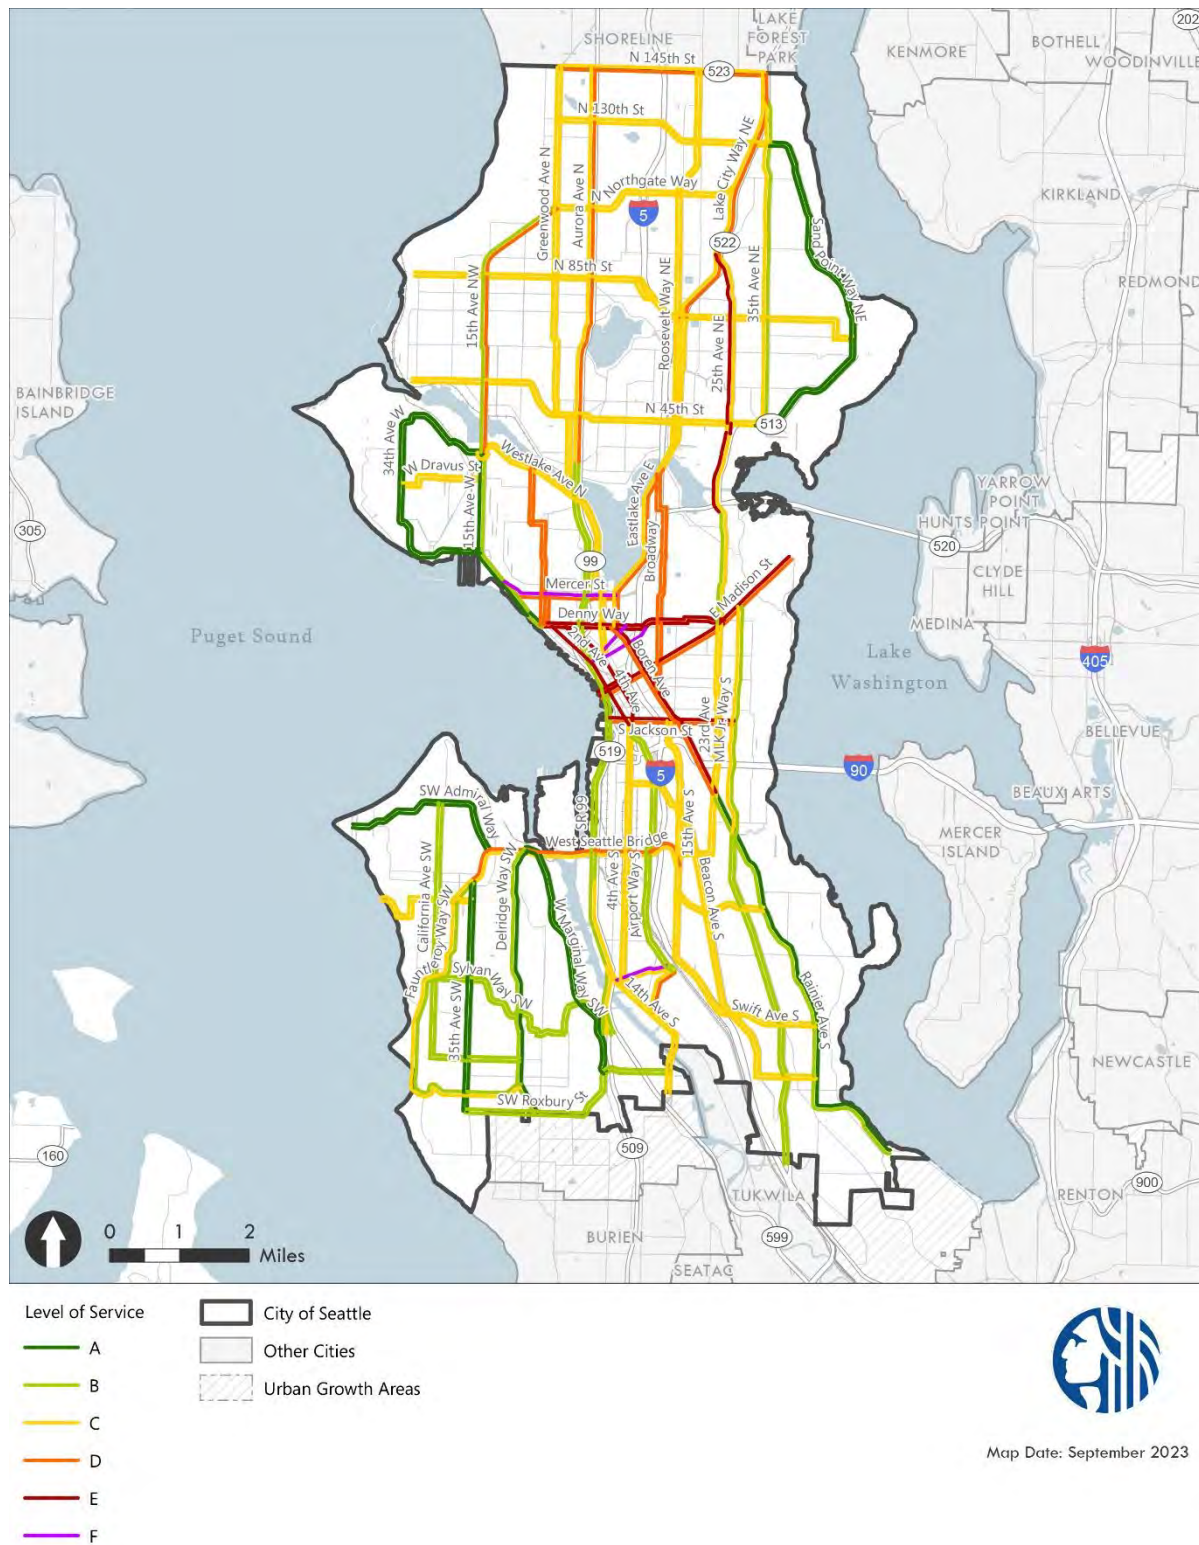 202
LAKE
FOREST
PARK
SHORELINE
KENMORE
BOTHELL
WOODINVILLE
N 145th St
523
N 130th St
Lake City Way NE
Greenwood Ave N
Aurora Ave N
N Northgate Way
5
KIRKLAND
522
Sand Point Way NE
N 85th St
Roosevelt Way NE
35th Ave NE
REDMOND
15th Ave NW
25th Ave NE
BAINBRIDGE
ISLAND
N 45th St
513
34th Ave W
W Dravus St
Westlake Ave N
15th Ave W
Eastlake Ave E
Broadway
YARROW
POINT
HUNTS POINT
305
520
99
Mercer St
E Madison St
CLYDE
HILL
Denny Way
MEDINA
Puget Sound
2nd Ave
Boren Ave
4th Ave
Lake
Washington
405
23rd Ave
MLK Jr. Way S
S Jackson St
519
5
90
BELLEVUE
BEAUX ARTS
SW Admiral Way
SR 99
15th Ave S
West Seattle Bridge
MERCER
ISLAND
California Ave SW
Fauntleroy Way SW
Delridge Way SW
W Marginal Way SW
4th Ave S
Airport Way S
Beacon Ave S
Sylvan Way SW
35th Ave SW
14th Ave S
Swift Ave S
Rainier Ave S
NEWCASTLE
SW Roxbury St
160
509
TUKWILA
RENTON
900
BURIEN
599
SEATAC
0 1 2
Miles
Level of Service
A
B
C
D
E
F
City of Seattle
Other Cities
Urban Growth Areas
Map Date: September 2023